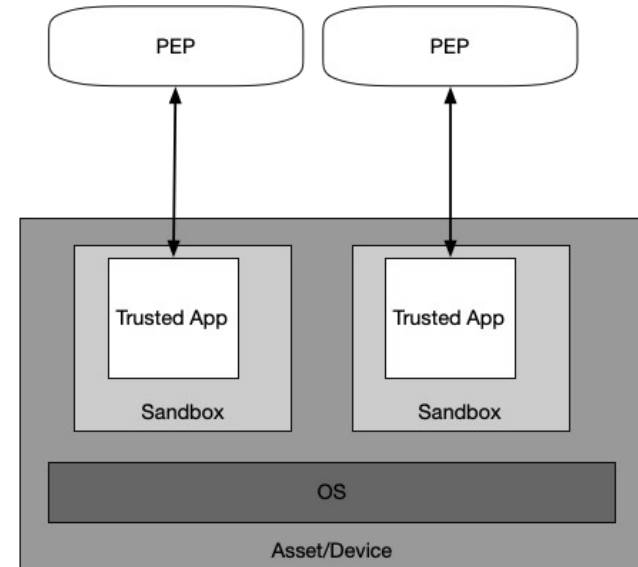 PEP
PEP
Trusted App
Trusted App
Sandbox
Sandbox
OS
Asset/Device